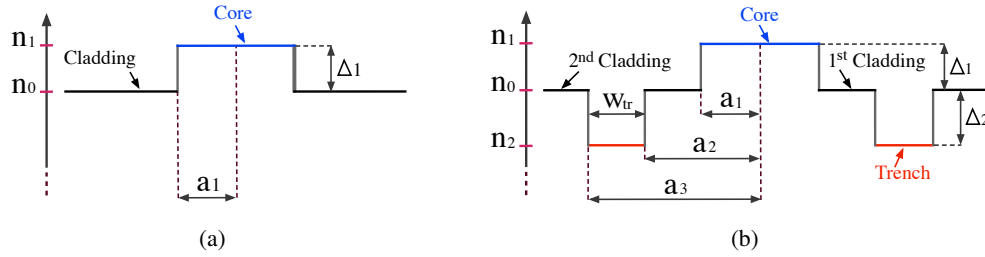 Core
n1
Cladding
Δ1
n0
a1
(a)
Core
n1
2nd Cladding
1st Cladding
Δ1
n0
wtr
a1
Δ2
n2
a2
Trench
a3
(b)